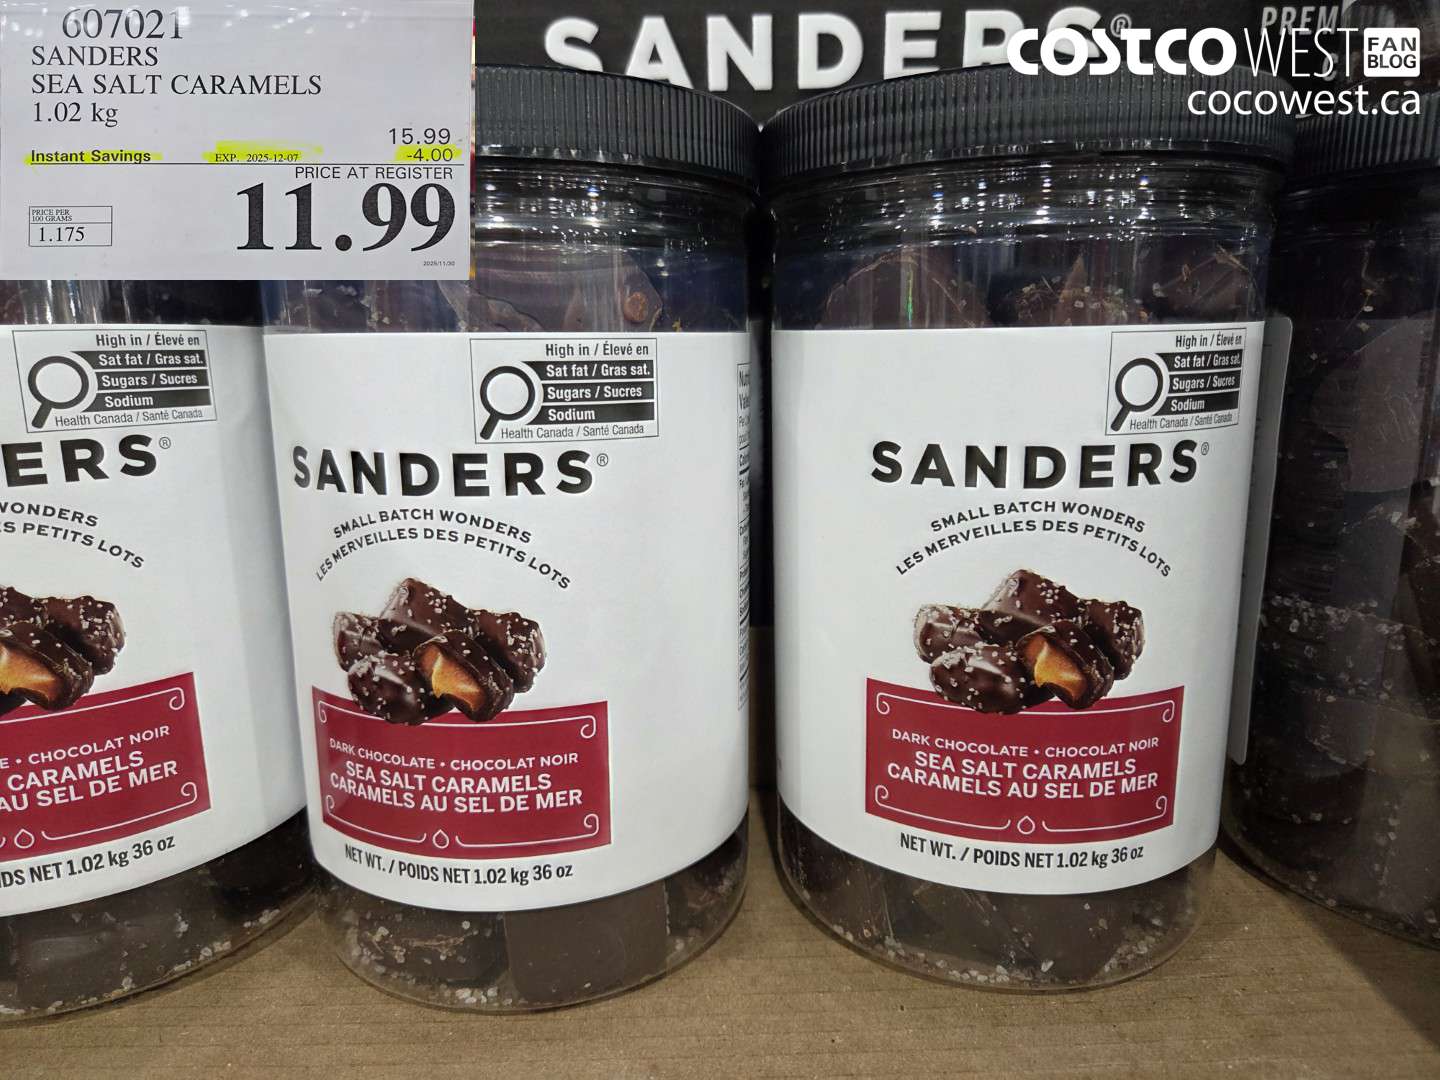 607021
SANDERS
SEA SALT CARAMELS
1.02 kg
15.99
Instant Savings EXP. 2025-12-07 -4.00
PRICE AT REGISTER
11.99
PRICE PER
100 GRAMS
1.175
2025/11/30
SANDERS®
COSTCO WEST FAN BLOG
cocowest.ca
High in / Élevé en
Sat fat / Gras sat.
Sugars / Sucres
Sodium
Health Canada / Santé Canada
ERS®
WONDERS
PETITS LOTS
CHOCOLAT NOIR
CARAMELS
AU SEL DE MER
NET 1.02 kg 36 oz
High in / Élevé en
Sat fat / Gras sat.
Sugars / Sucres
Sodium
Health Canada / Santé Canada
SANDERS®
SMALL BATCH WONDERS
LES MERVEILLES DES PETITS LOTS
DARK CHOCOLATE • CHOCOLAT NOIR
SEA SALT CARAMELS
CARAMELS AU SEL DE MER
NET WT. / POIDS NET 1.02 kg 36 oz
High in / Élevé en
Sat fat / Gras sat.
Sugars / Sucres
Sodium
Health Canada / Santé Canada
SANDERS®
SMALL BATCH WONDERS
LES MERVEILLES DES PETITS LOTS
DARK CHOCOLATE • CHOCOLAT NOIR
SEA SALT CARAMELS
CARAMELS AU SEL DE MER
NET WT. / POIDS NET 1.02 kg 36 oz